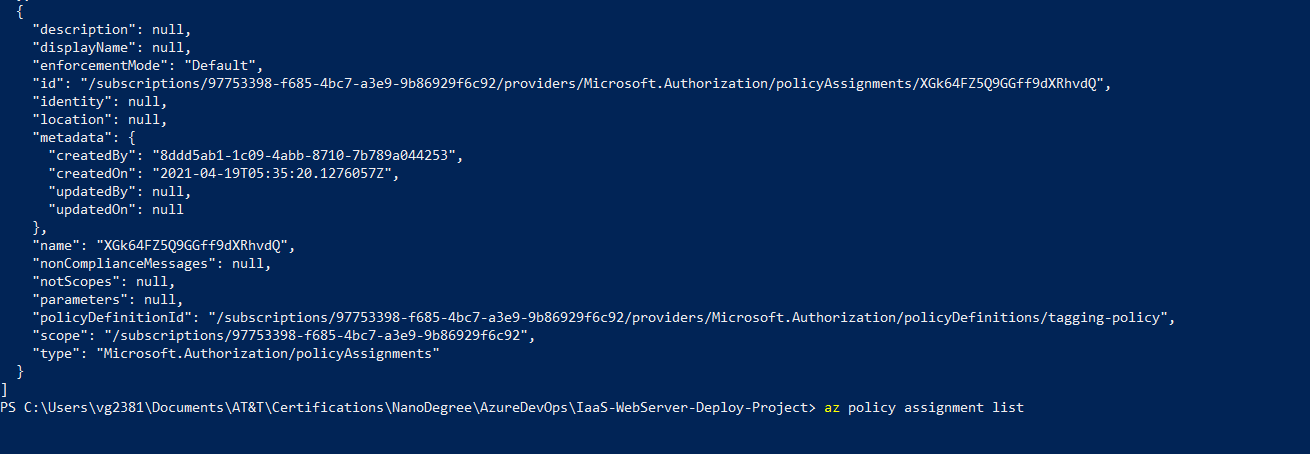 {
"description": null,
"displayName": null,
"enforcementMode": "Default",
"id": "/subscriptions/97753398-f685-4bc7-a3e9-9b86929f6c92/providers/Microsoft.Authorization/policyAssignments/XGk64FZ5Q9GGff9dXRhvdQ",
"identity": null,
"location": null,
"metadata": {
"createdBy": "8ddd5ab1-1c09-4abb-8710-7b789a044253",
"createdOn": "2021-04-19T05:35:20.1276057Z",
"updatedBy": null,
"updatedOn": null
},
"name": "XGk64FZ5Q9GGff9dXRhvdQ",
"nonComplianceMessages": null,
"notScopes": null,
"parameters": null,
"policyDefinitionId": "/subscriptions/97753398-f685-4bc7-a3e9-9b86929f6c92/providers/Microsoft.Authorization/policyDefinitions/tagging-policy",
"scope": "/subscriptions/97753398-f685-4bc7-a3e9-9b86929f6c92",
"type": "Microsoft.Authorization/policyAssignments"
}
]
PS C:\Users\vg2381\Documents\AT&T\Certifications\NanoDegree\AzureDevOps\IaaS-WebServer-Deploy-Project> az policy assignment list